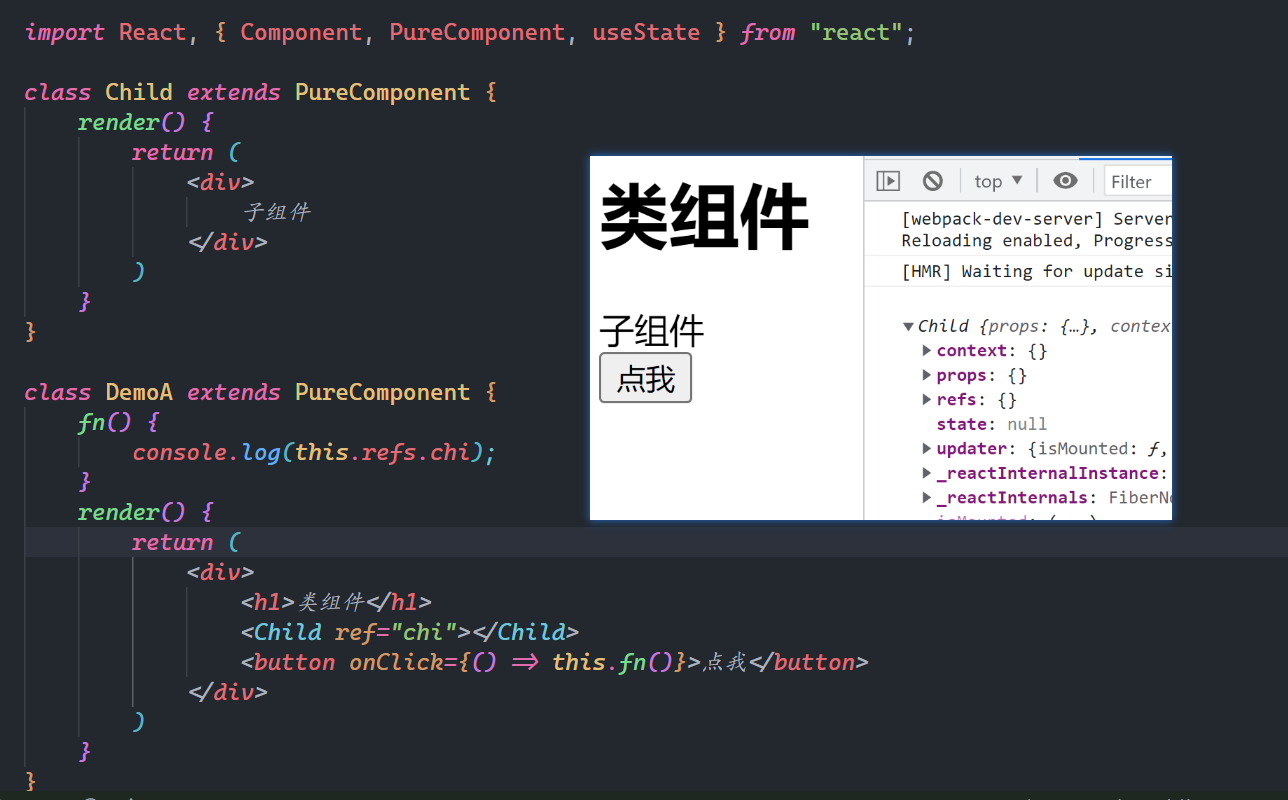 import React, { Component, PureComponent, useState } from "react";
class Child extends PureComponent {
render() {
return (
<div>
子组件
</div>
)
}
}
class DemoA extends PureComponent {
fn() {
console.log(this.refs.chi);
}
render() {
return (
<div>
<h1>类组件</h1>
<Child ref="chi"></Child>
<button onClick={() => this.fn()}>点我</button>
</div>
)
}
}
类组件
子组件
点我
top ▼ Filter
[webpack-dev-server] Server
Reloading enabled, Progress
[HMR] Waiting for update si
▼Child {props: {…}, contex
▶context: {}
▶props: {}
▶refs: {}
state: null
▶updater: {isMounted: ƒ,
▶_reactInternalInstance:
▶_reactInternals: FiberNo